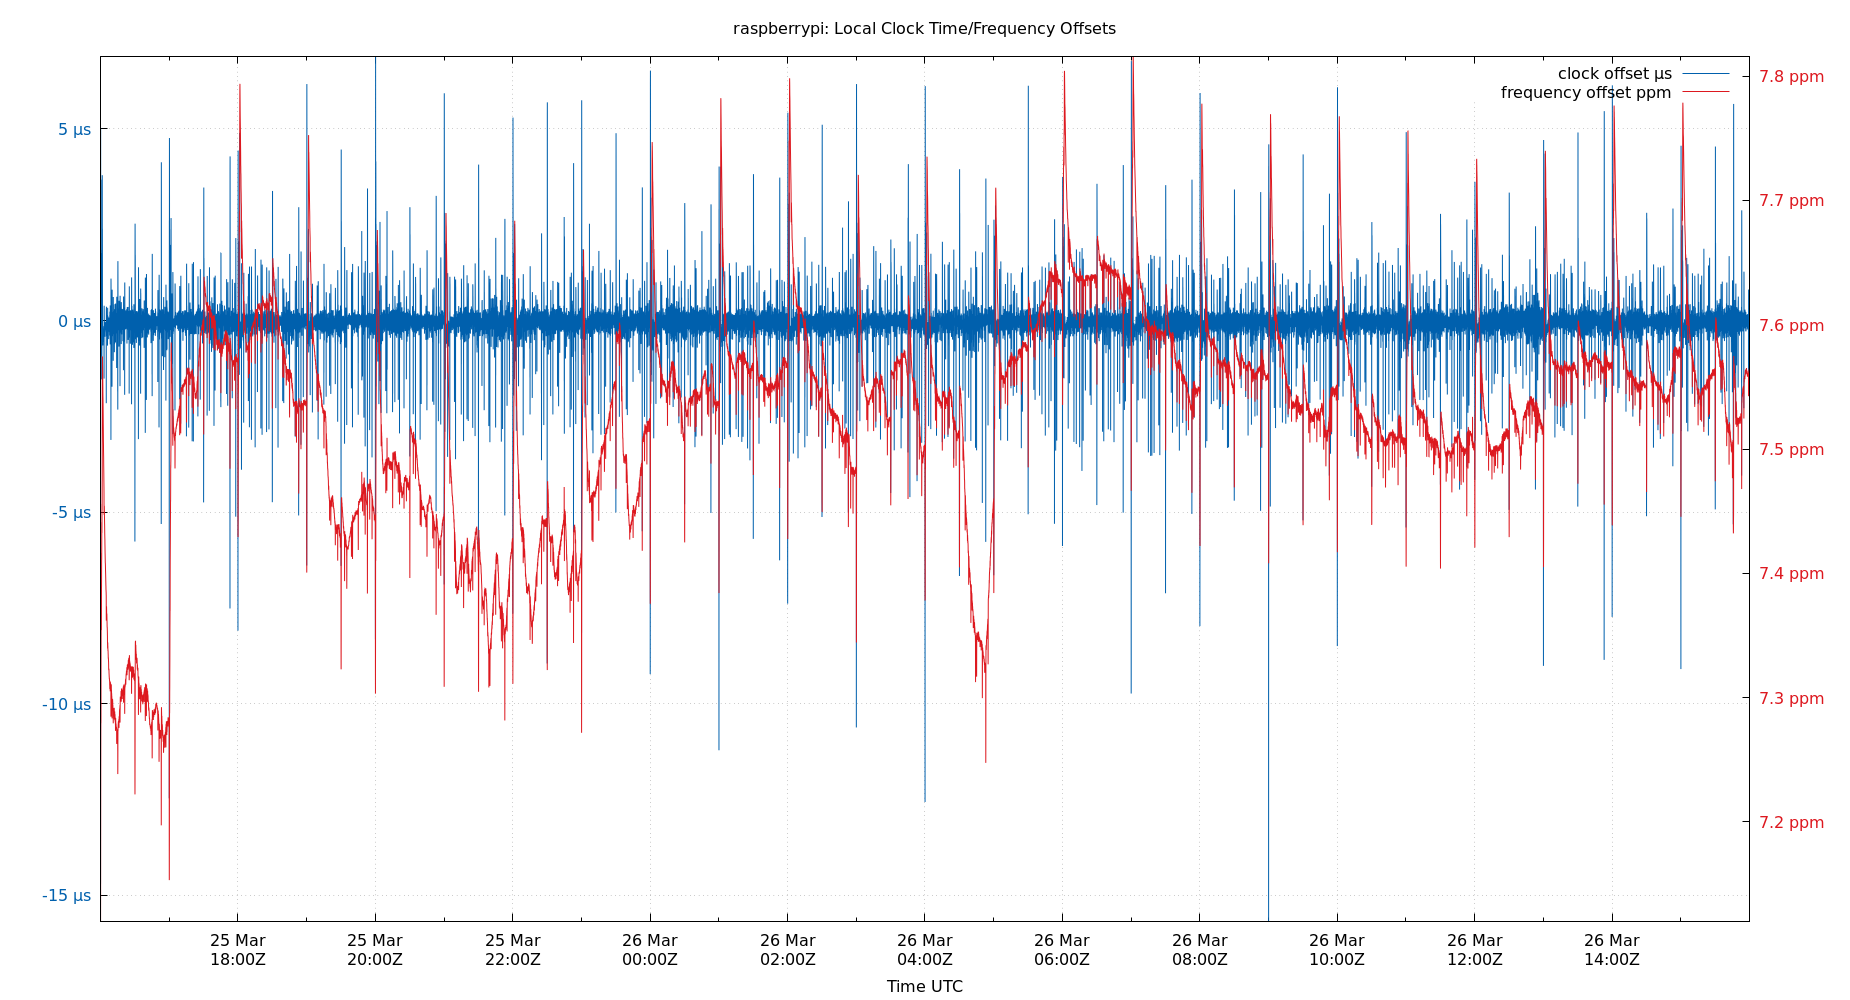 raspberrypi: Local Clock Time/Frequency Offsets
clock offset µs
frequency offset ppm
5 µs
0 µs
-5 µs
-10 µs
-15 µs
7.8 ppm
7.7 ppm
7.6 ppm
7.5 ppm
7.4 ppm
7.3 ppm
7.2 ppm
25 Mar
18:00Z
25 Mar
20:00Z
25 Mar
22:00Z
26 Mar
00:00Z
26 Mar
02:00Z
26 Mar
04:00Z
26 Mar
06:00Z
26 Mar
08:00Z
26 Mar
10:00Z
26 Mar
12:00Z
26 Mar
14:00Z
Time UTC